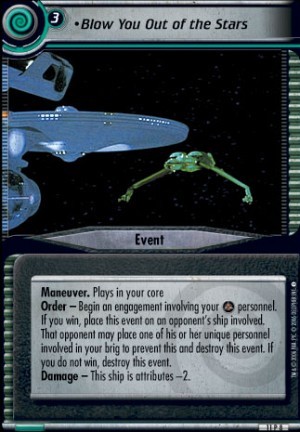 3
•Blow You Out of the Stars
Event
Maneuver. Plays in your core
Order – Begin an engagement involving your personnel.
If you win, place this event on an opponent's ship involved.
That opponent may place one of his or her unique personnel
involved in your brig to prevent this and destroy this event. If
you do not win, destroy this event.
Damage – This ship is attributes –2.